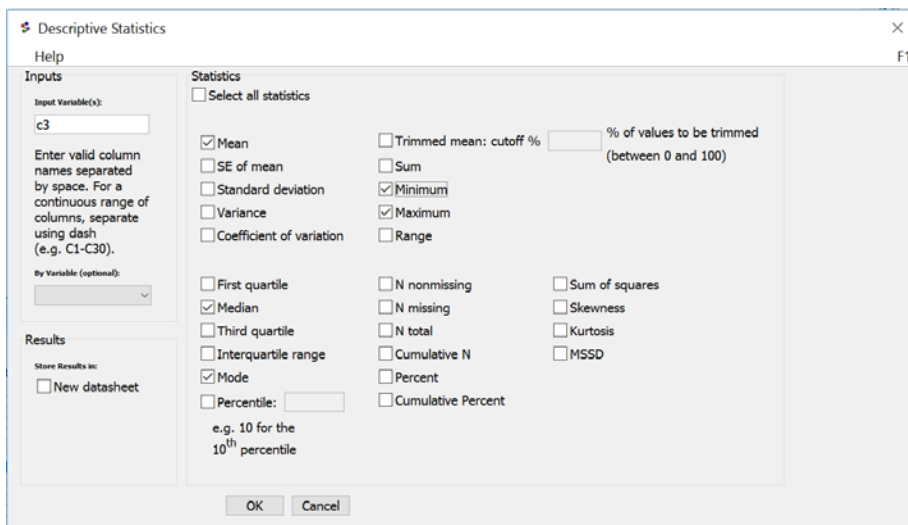 Descriptive Statistics
Help
F1
Inputs
Input Variable(s):
c3
Enter valid column
names separated
by space. For a
continuous range of
columns, separate
using dash
(e.g. C1-C30).
By Variable (optional):
Results
Store Results in:
New datasheet
Statistics
Select all statistics
Mean
SE of mean
Standard deviation
Variance
Coefficient of variation
Trimmed mean: cutoff %
% of values to be trimmed
(between 0 and 100)
Sum
Minimum
Maximum
Range
First quartile
Median
Third quartile
Interquartile range
Mode
Percentile:
e.g. 10 for the
10th percentile
N nonmissing
N missing
N total
Cumulative N
Percent
Cumulative Percent
Sum of squares
Skewness
Kurtosis
MSSD
OK
Cancel